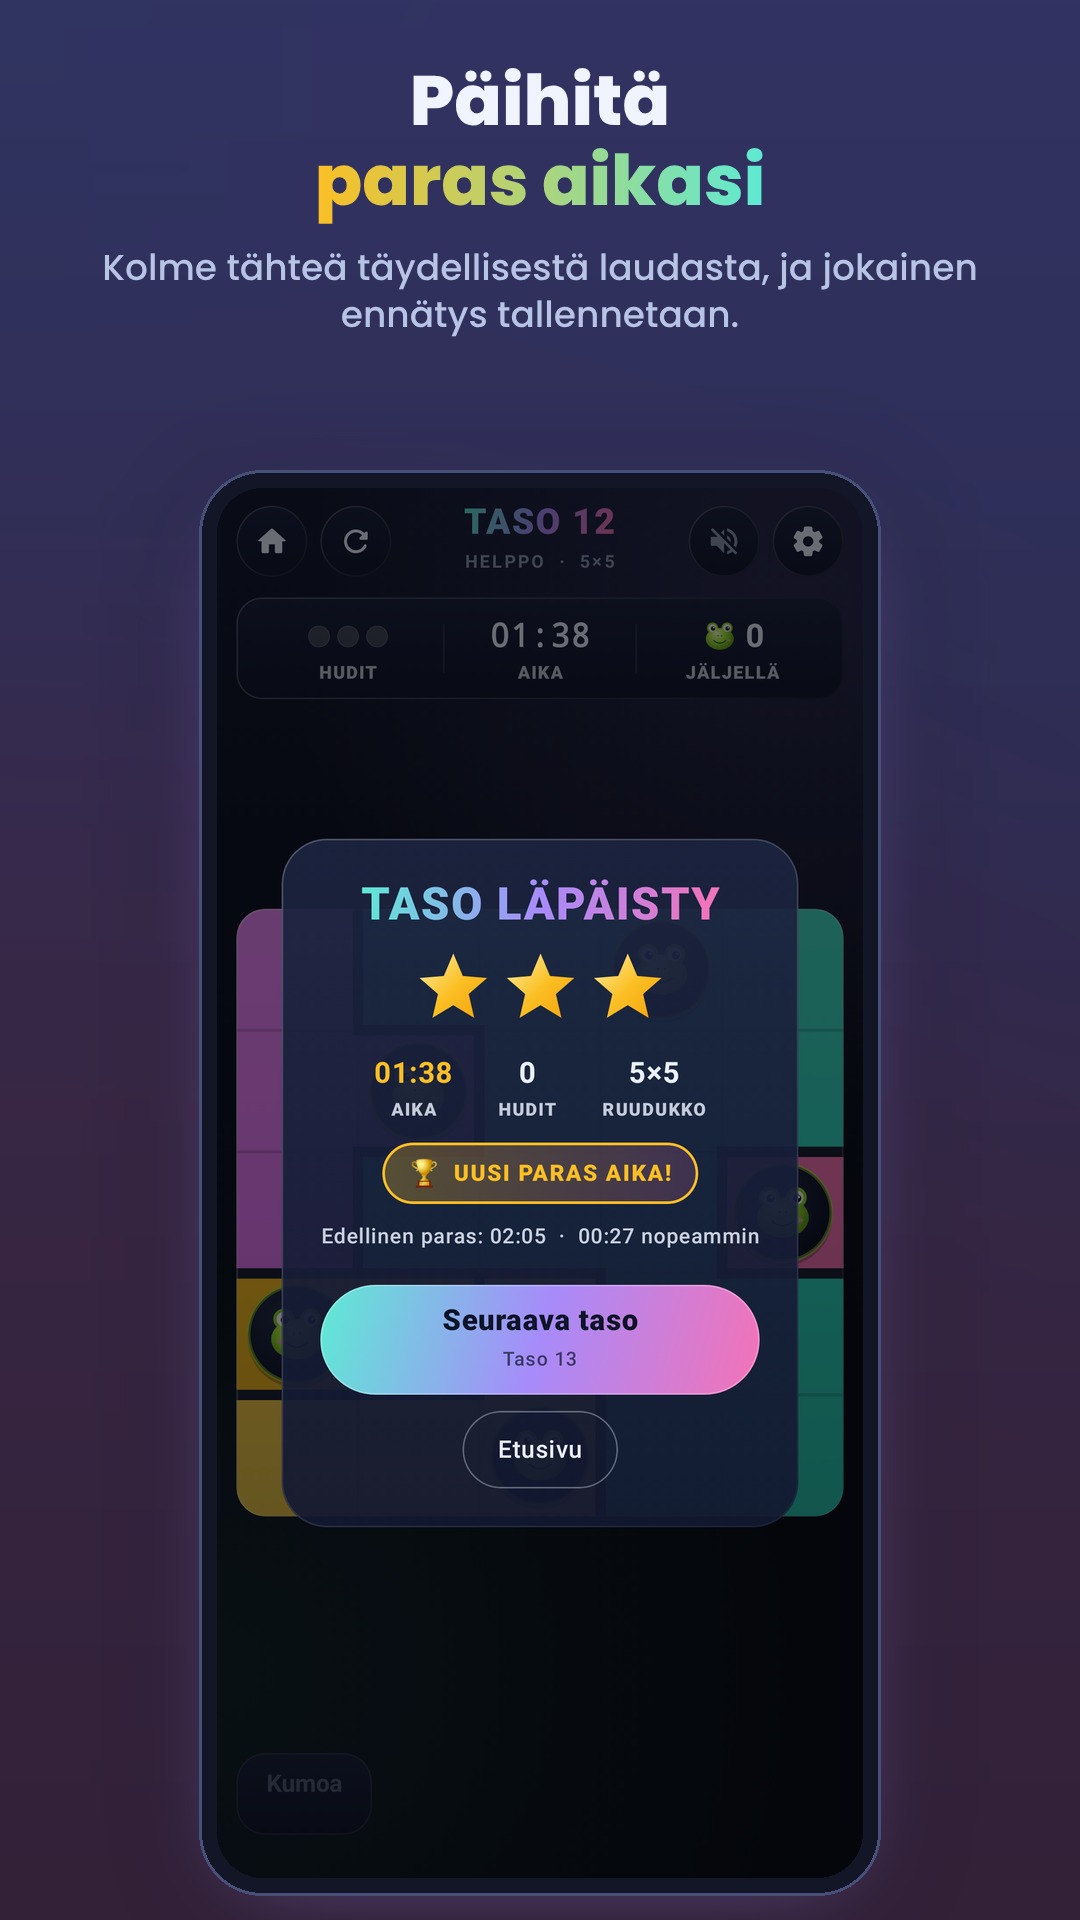 Päihitä
paras aikasi
Kolme tähteä täydellisestä laudasta, ja jokainen
ennätys tallennetaan.
TASO 12
HELPPO · 5×5
01:38
0
HUDIT
AIKA
JÄLJELLÄ
TASO LÄPÄISTY
01:38
0
5×5
AIKA
HUDIT
RUUDUKKO
UUSI PARAS AIKA!
Edellinen paras: 02:05 · 00:27 nopeammin
Seuraava taso
Taso 13
Etusivu
Kumoa